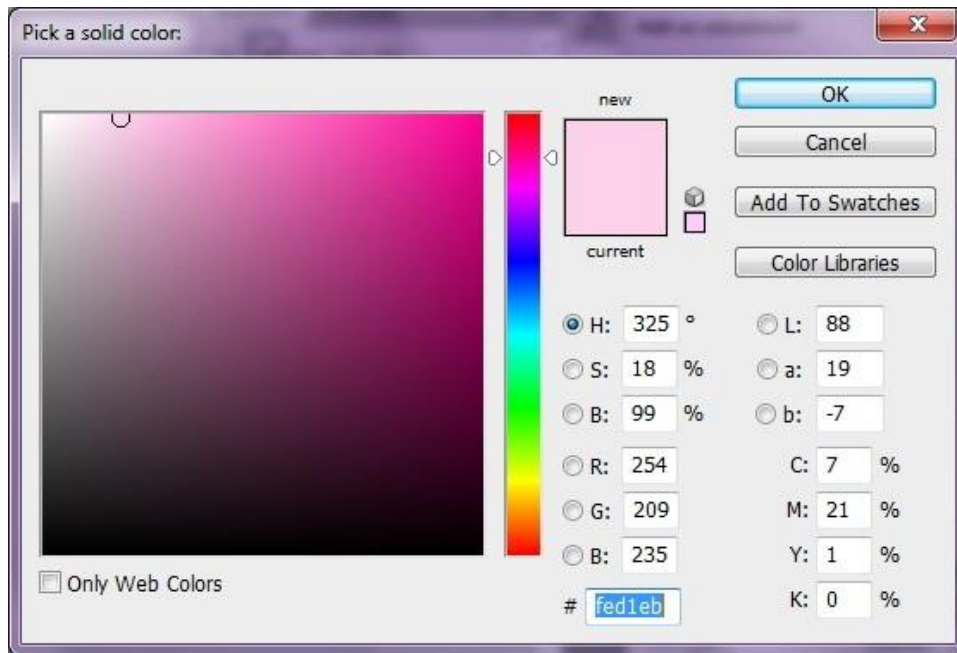 Pick a solid color:
new
current
OK
Cancel
Add To Swatches
Color Libraries
H: 325 °
S: 18 %
B: 99 %
R: 254
G: 209
B: 235
# fed1eb
L: 88
a: 19
b: -7
C: 7 %
M: 21 %
Y: 1 %
K: 0 %
Only Web Colors